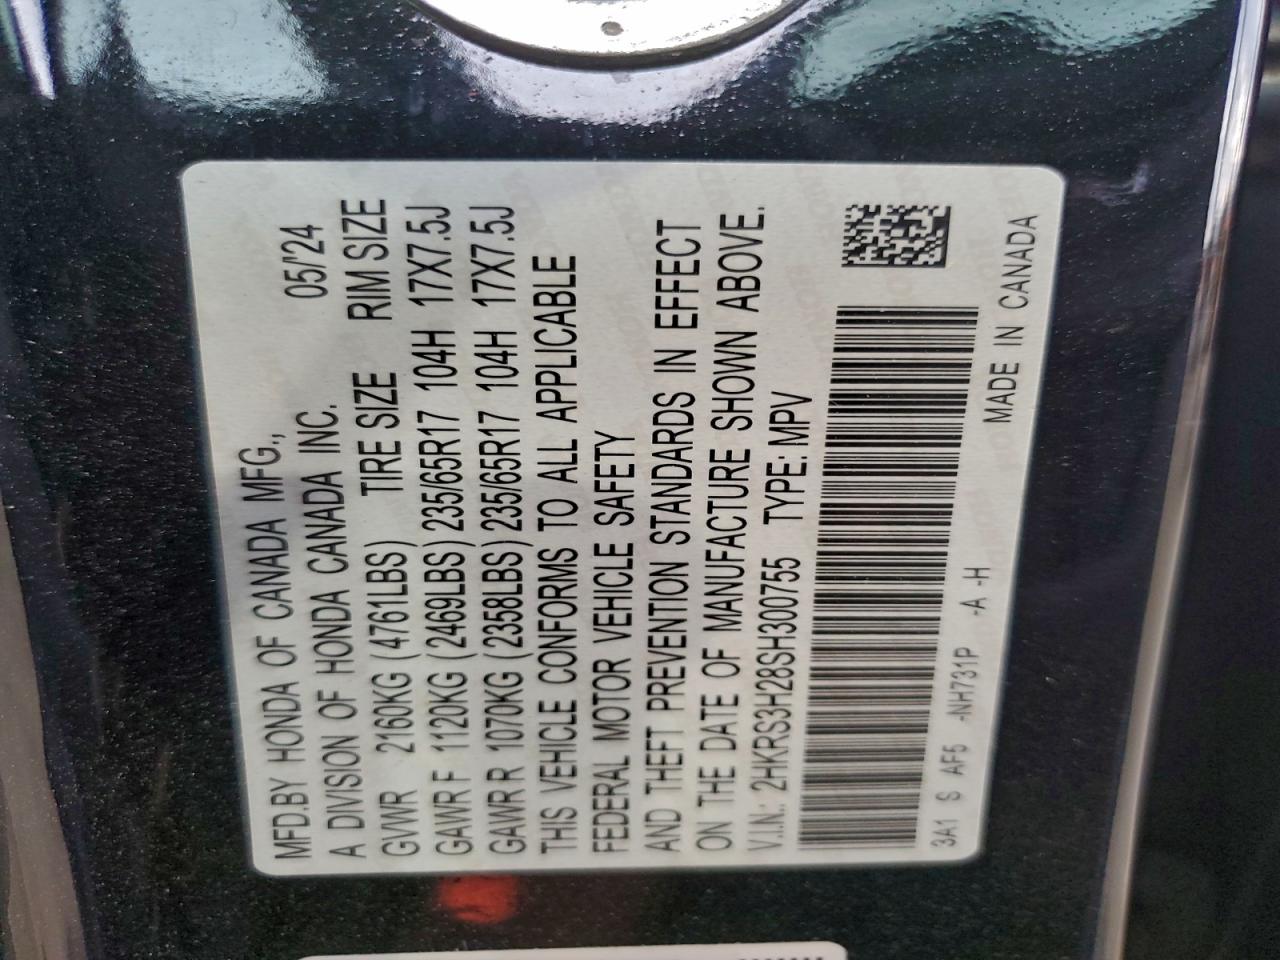 MFD.BY HONDA OF CANADA MFG., 05/'24
A DIVISION OF HONDA CANADA INC.
TIRE SIZE RIM SIZE
GVWR 2160KG (4761LBS)
GAWR F 1120KG (2469LBS) 235/65R17 104H 17X7.5J
GAWR R 1070KG (2358LBS) 235/65R17 104H 17X7.5J
THIS VEHICLE CONFORMS TO ALL APPLICABLE
FEDERAL MOTOR VEHICLE SAFETY
AND THEFT PREVENTION STANDARDS IN EFFECT
ON THE DATE OF MANUFACTURE SHOWN ABOVE.
V.I.N.: 2HKRS3H28SH300755 TYPE: MPV
3A1 S AF5 -NH731P -A -H
MADE IN CANADA